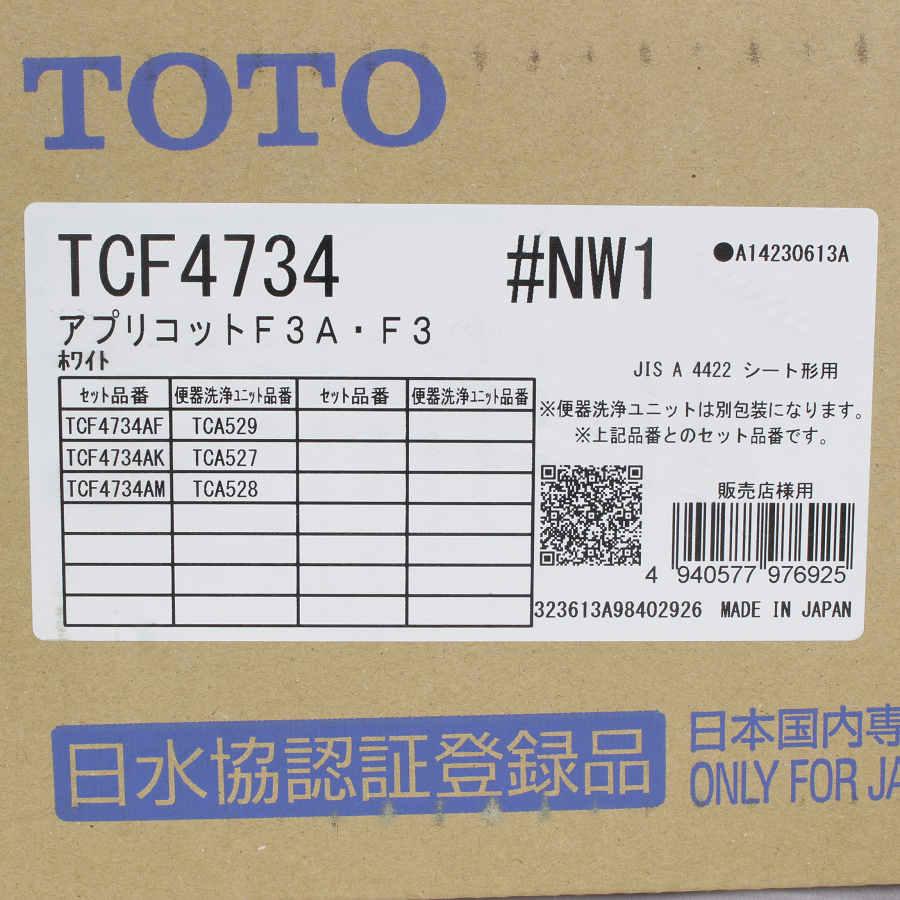 TOTO
TCF4734 #NW1 ●A14230613A
アプリコットF3A・F3
ホワイト
JIS A 4422 シート形用
セット品番 便器洗浄ユニット品番 セット品番 便器洗浄ユニット品番
TCF4734AF TCA529
TCF4734AK TCA527
TCF4734AM TCA528
※便器洗浄ユニットは別包装になります。
※上記品番とのセット品番です。
販売店様用
4 940577 976925
323613A98402926 MADE IN JAPAN
日水協認証登録品
日本国内専
ONLY FOR JA